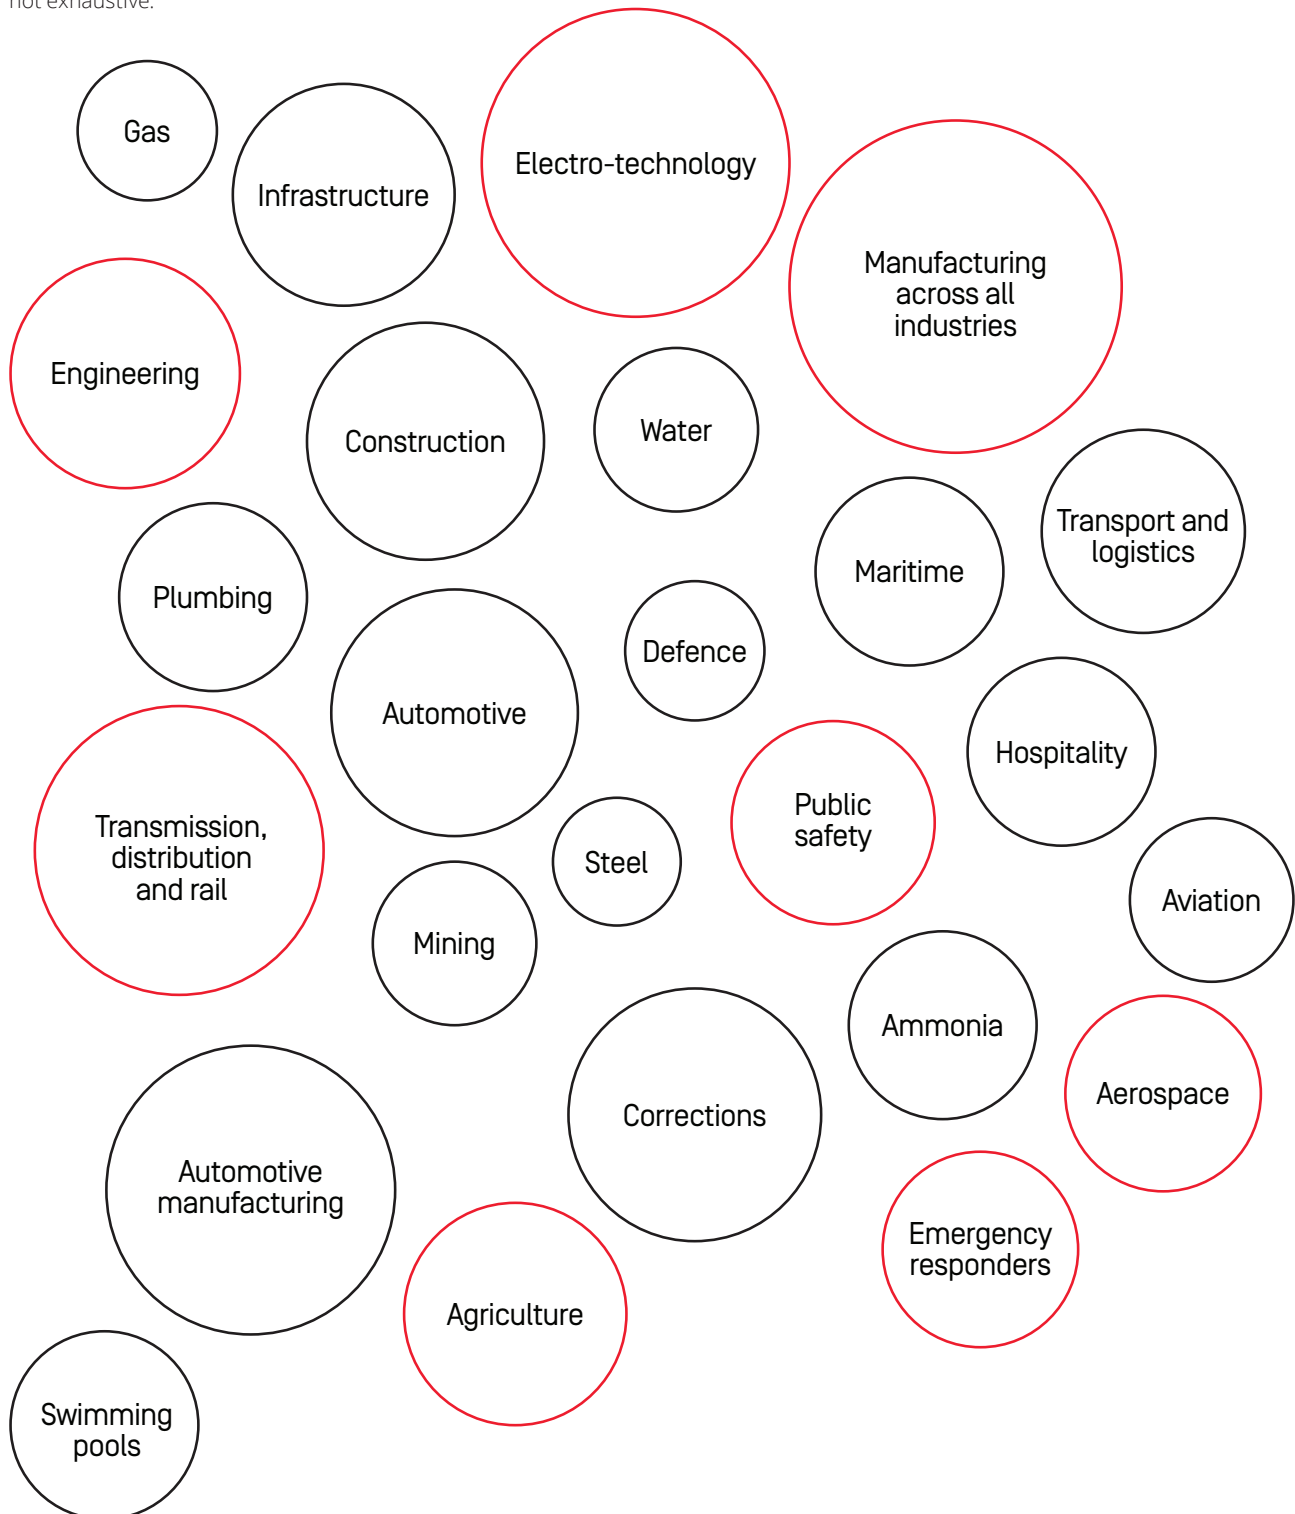 not exhaustive.
Gas
Infrastructure
Electro-technology
Manufacturing
across all
industries
Engineering
Construction
Water
Transport and
logistics
Maritime
Plumbing
Defence
Automotive
Hospitality
Public
safety
Transmission,
distribution
and rail
Steel
Aviation
Mining
Ammonia
Aerospace
Corrections
Automotive
manufacturing
Emergency
responders
Agriculture
Swimming
pools